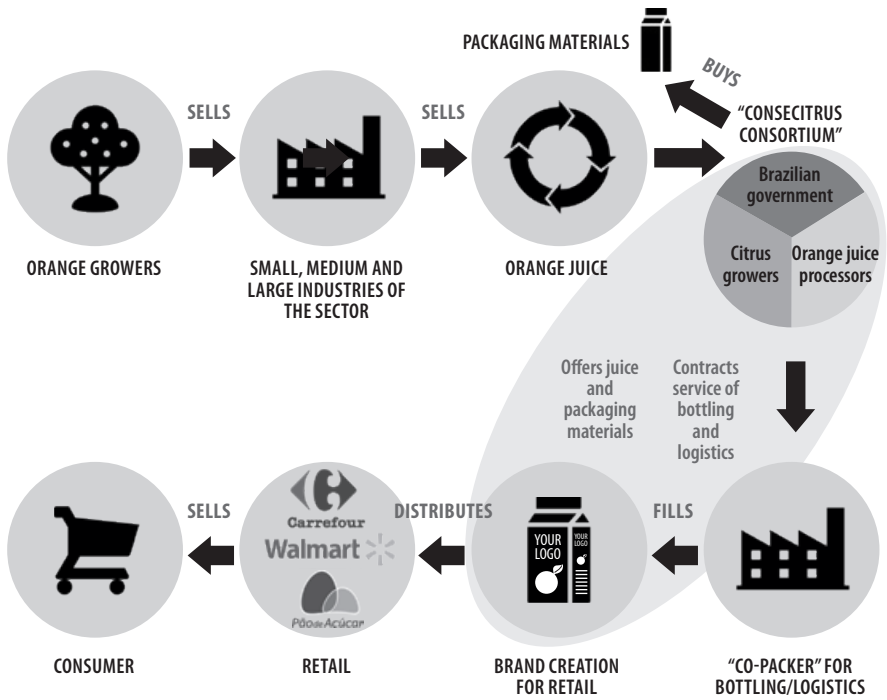 PACKAGING MATERIALS
BUYS
"CONSECITRUS
CONSORTIUM"
SELLS
SELLS
Brazilian
government
Citrus
growers
Orange juice
processors
ORANGE GROWERS
SMALL, MEDIUM AND
LARGE INDUSTRIES OF
THE SECTOR
ORANGE JUICE
Offers juice
and
packaging
materials
Contracts
service of
bottling
and
logistics
SELLS
Carrefour
Walmart
Pão de Açúcar
DISTRIBUTES
YOUR
LOGO
YOUR
LOGO
FILLS
CONSUMER
RETAIL
BRAND CREATION
FOR RETAIL
"CO-PACKER" FOR
BOTTLING/LOGISTICS